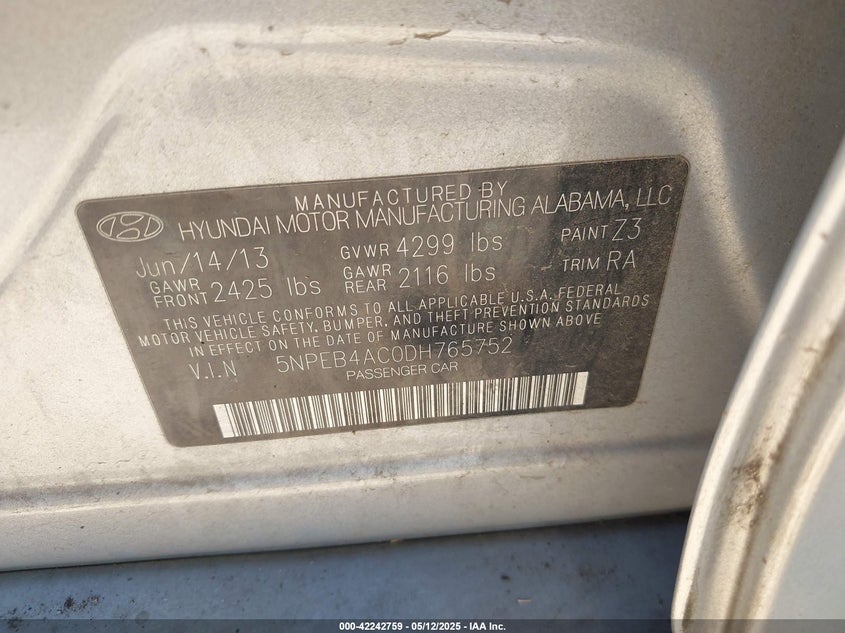 MANUFACTURED BY
HYUNDAI MOTOR MANUFACTURING ALABAMA, LLC
Jun/14/13 GVWR 4299 lbs PAINT Z3
GAWR FRONT 2425 lbs GAWR REAR 2116 lbs TRIM RA
THIS VEHICLE CONFORMS TO ALL APPLICABLE U.S.A. FEDERAL
MOTOR VEHICLE SAFETY, BUMPER, AND THEFT PREVENTION STANDARDS
IN EFFECT ON THE DATE OF MANUFACTURE SHOWN ABOVE
V.I.N 5NPEB4AC0DH765752
PASSENGER CAR
000-42242759 - 05/12/2025 - IAA Inc.